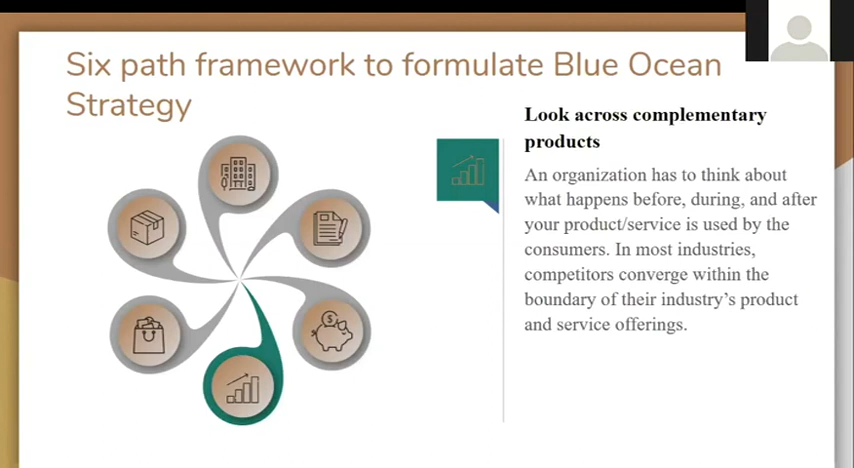 Six path framework to formulate Blue Ocean
Strategy
Look across complementary
products
An organization has to think about
what happens before, during, and after
your product/service is used by the
consumers. In most industries,
competitors converge within the
boundary of their industry’s product
and service offerings.
$